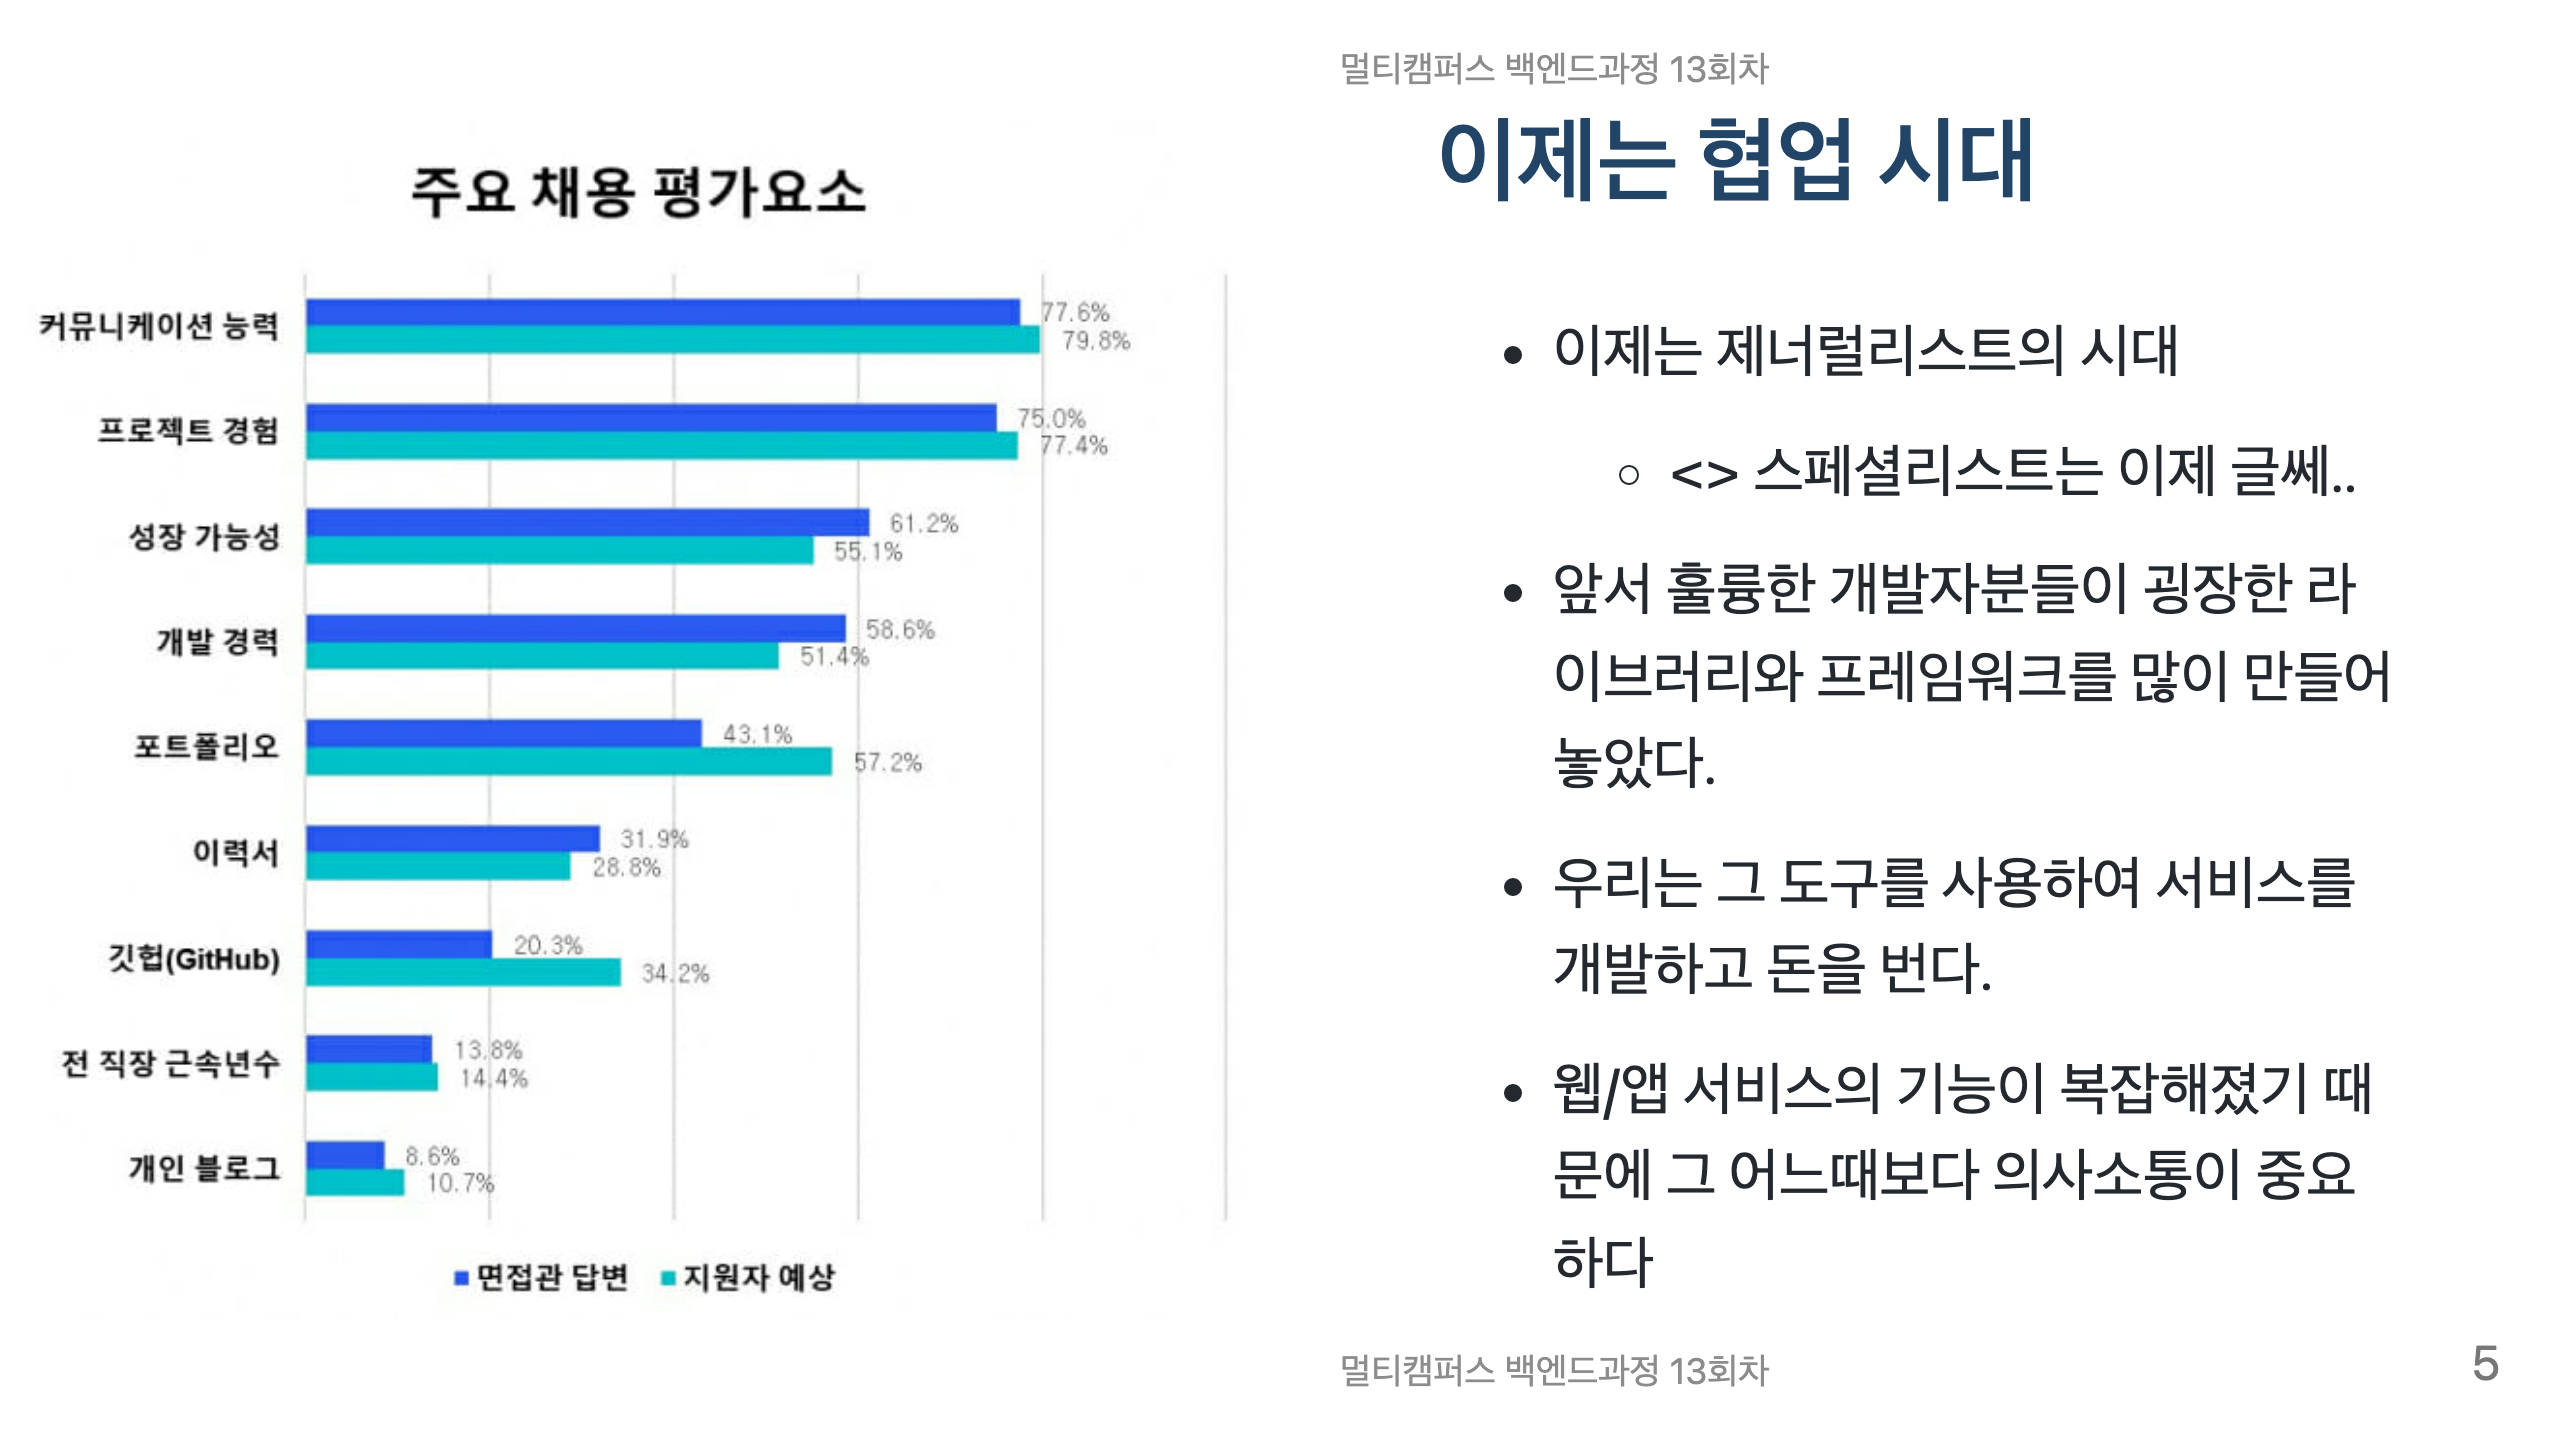 주요 채용 평가요소
커뮤니케이션 능력
77.6%
79.8%
프로젝트 경험
75.0%
77.4%
성장 가능성
61.2%
55.1%
개발 경력
58.6%
51.4%
포트폴리오
43.1%
57.2%
이력서
31.9%
28.8%
깃헙(GitHub)
20.3%
34.2%
전 직장 근속년수
13.8%
14.4%
개인 블로그
8.6%
10.7%
면접관 답변 지원자 예상
멀티캠퍼스 백엔드과정 13회차
이제는 협업 시대
• 이제는 제너럴리스트의 시대
○ <> 스페셜리스트는 이제 글쎄..
• 앞서 훌륭한 개발자분들이 굉장한 라
이브러리와 프레임워크를 많이 만들어
놓았다.
• 우리는 그 도구를 사용하여 서비스를
개발하고 돈을 번다.
• 웹/앱 서비스의 기능이 복잡해졌기 때
문에 그 어느때보다 의사소통이 중요
하다
멀티캠퍼스 백엔드과정 13회차
5